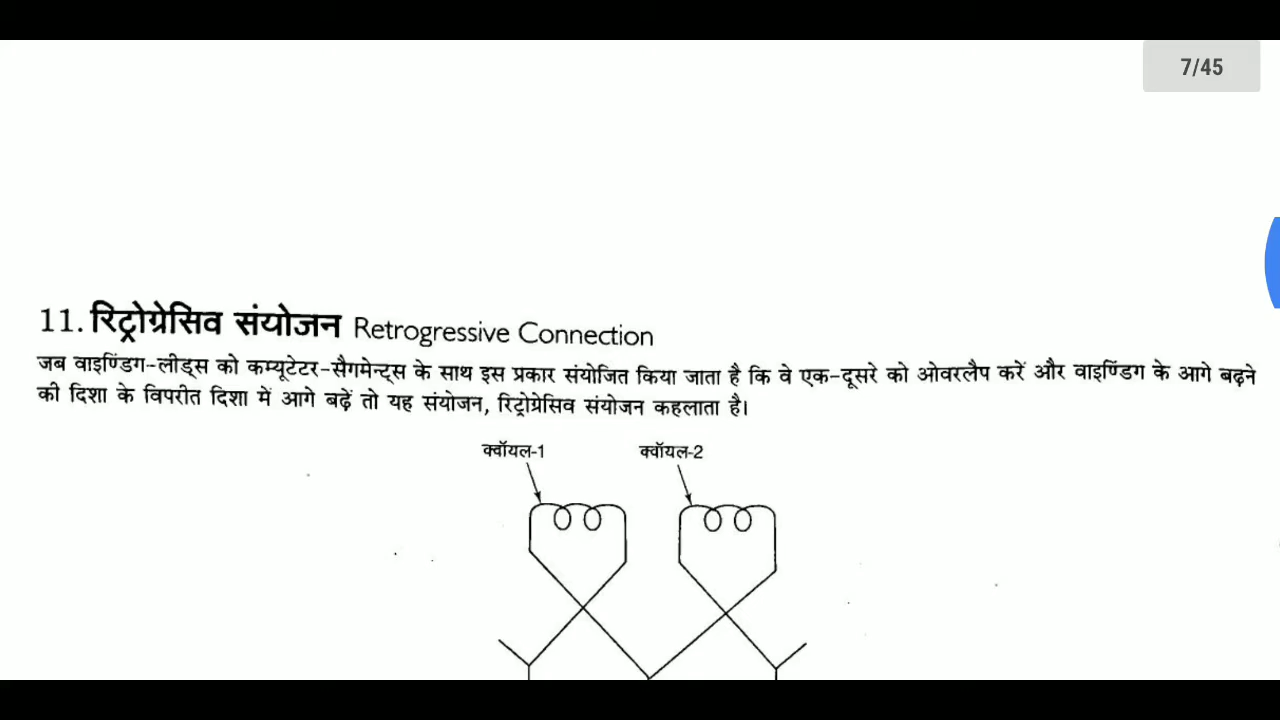 7/45
11. रिट्रोग्रेसिव संयोजन Retrogressive Connection
जब वाइण्डिग-लीड्स को कम्यूटेटर-सैगमेन्ट्स के साथ इस प्रकार संयोजित किया जाता है कि वे एक-दूसरे को ओवरलैप करें और वाइण्डिग के आगे बढ़ने
की दिशा के विपरीत दिशा में आगे बढ़ें तो यह संयोजन, रिट्रोग्रेसिव संयोजन कहलाता है।
क्वॉयल-1 क्वॉयल-2